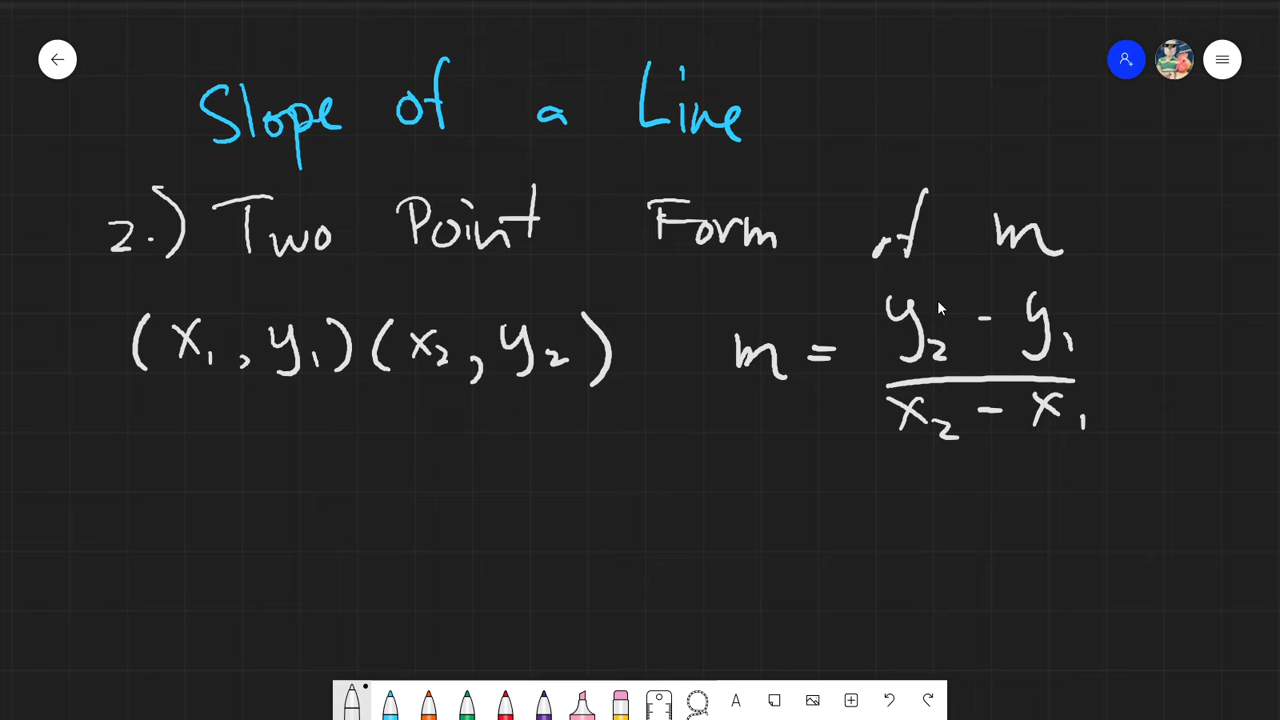 Slope of a Line
2.) Two Point Form of m
(x₁, y₁)(x₂, y₂) m = y₂ - y₁ / x₂ - x₁